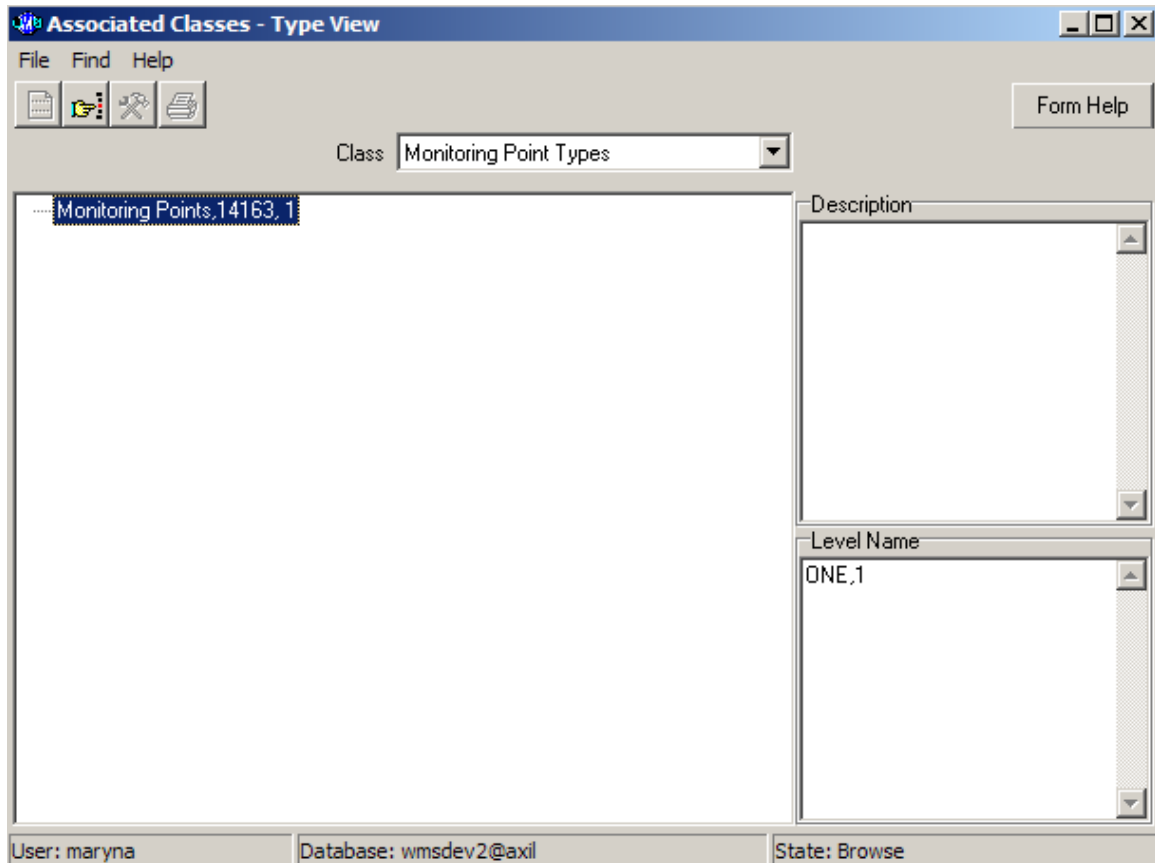 Associated Classes - Type View
File Find Help
Form Help
Class Monitoring Point Types
Monitoring Points,14163, 1
Description
Level Name
ONE,1
User: maryna Database: wmsdev2@axil State: Browse